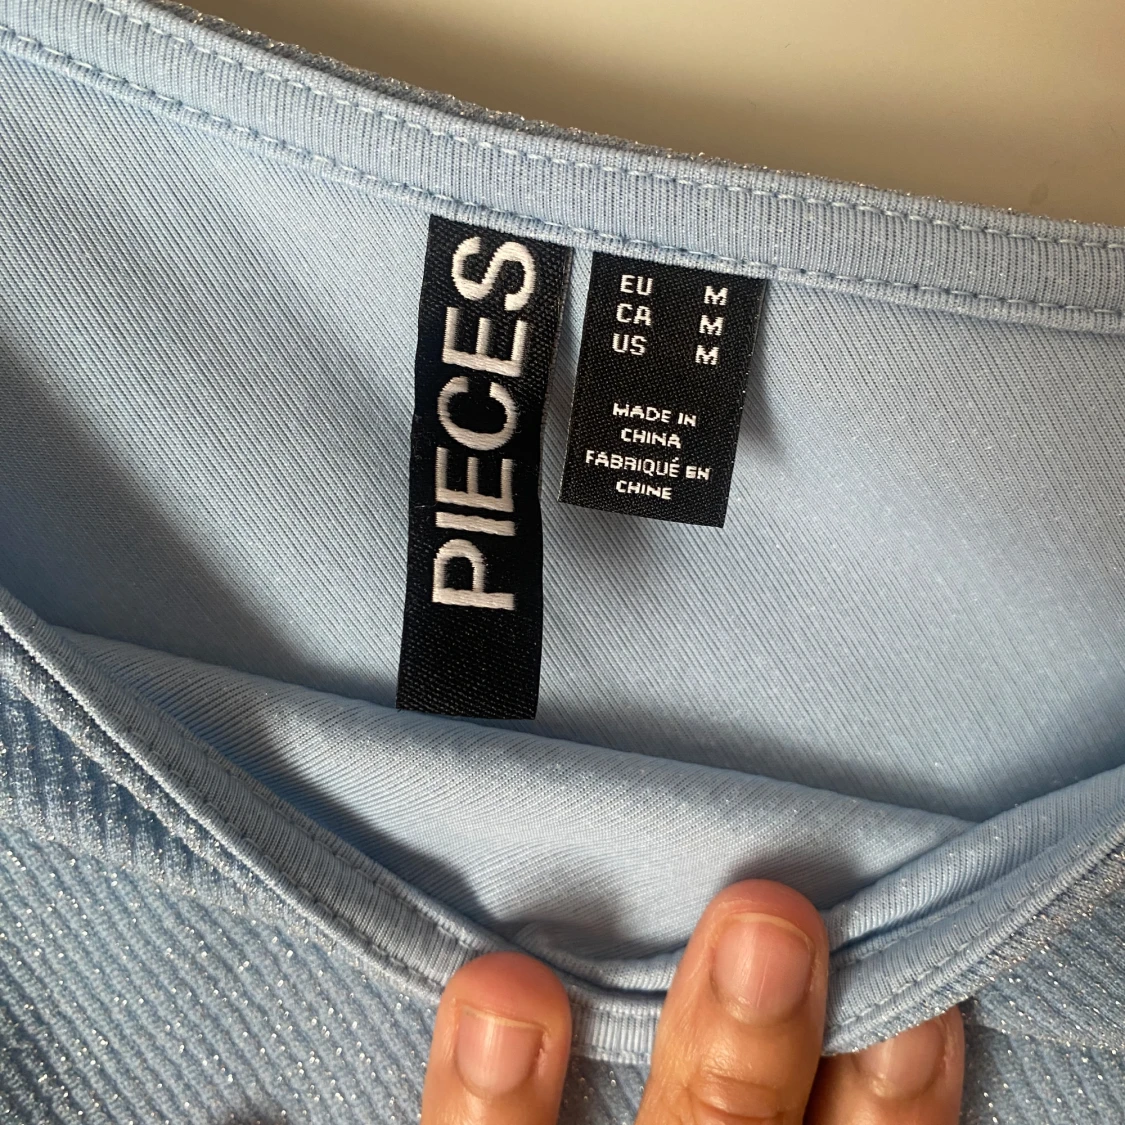 PIECES
EU M
CA M
US M
MADE IN
CHINA
FABRIQUÉ EN
CHINE